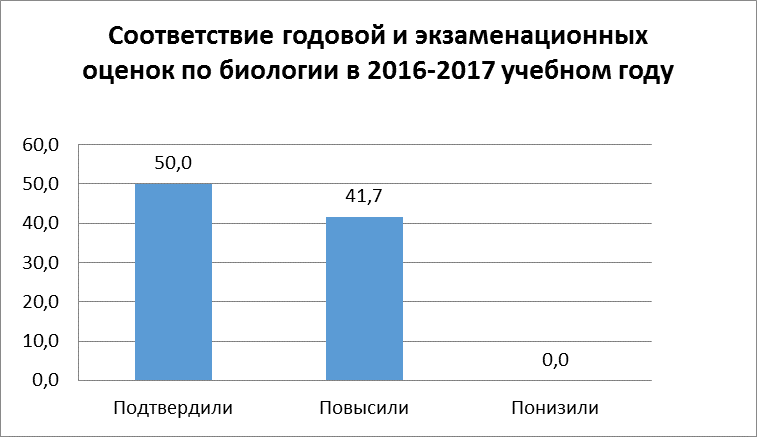 Соответствие годовой и экзаменационных
оценок по биологии в 2016-2017 учебном году
60,0
50,0
40,0
30,0
20,0
10,0
0,0
50,0
41,7
0,0
Подтвердили
Повысили
Понизили